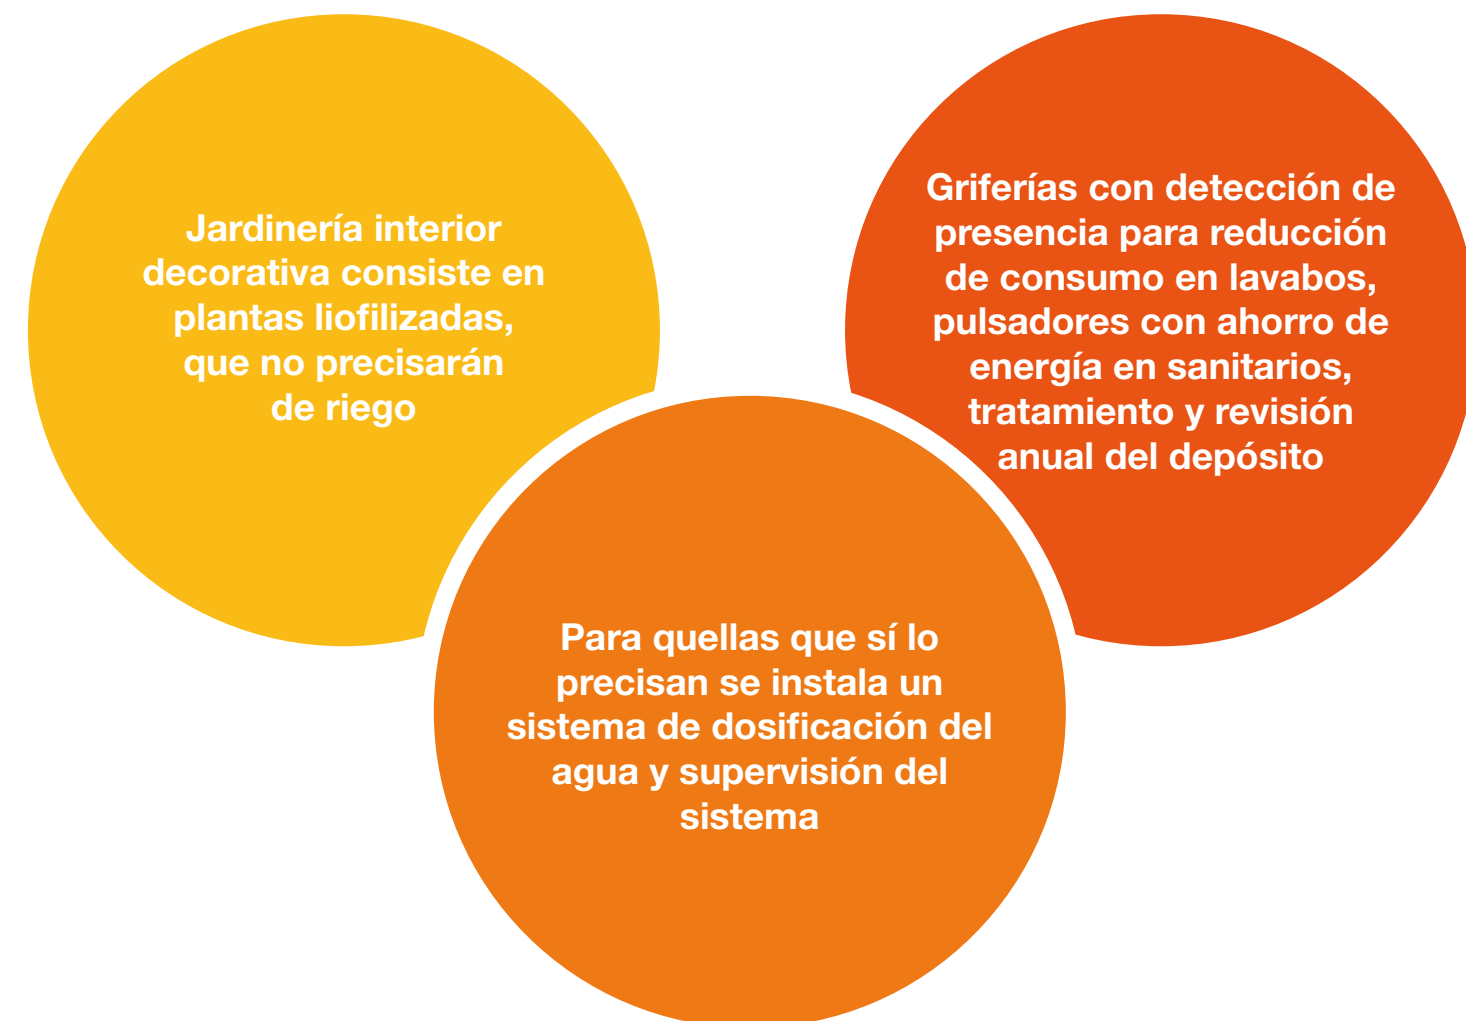 Jardinería interior
decorativa consiste en
plantas liofilizadas,
que no precisarán
de riego
Para quellas que sí lo
precisan se instala un
sistema de dosificación del
agua y supervisión del
sistema
Griferías con detección de
presencia para reducción
de consumo en lavabos,
pulsadores con ahorro de
energía en sanitarios,
tratamiento y revisión
anual del depósito